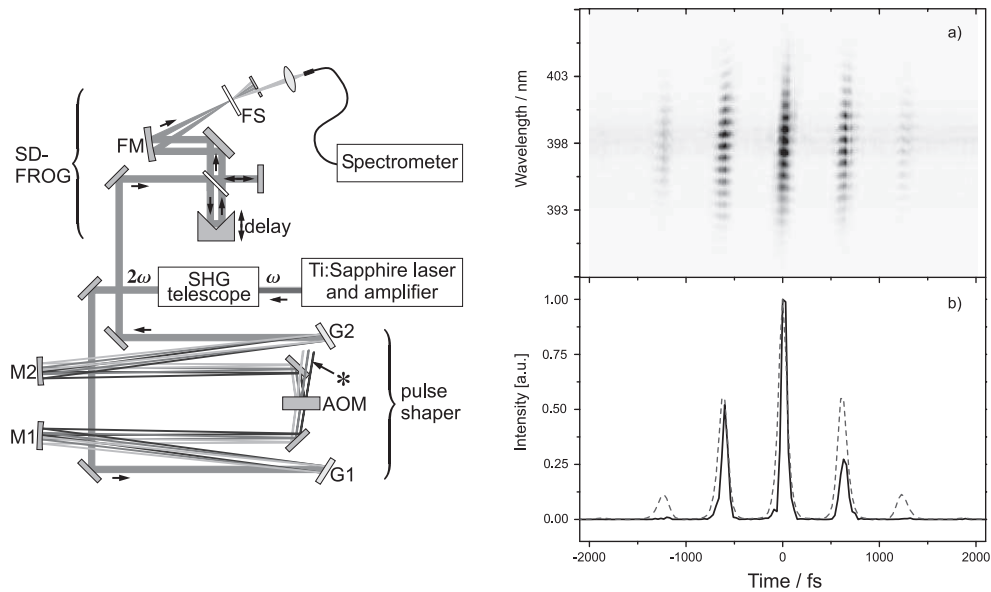 SD-
FROG
FM
FS
Spectrometer
delay
2ω
SHG
telescope
ω
Ti:Sapphire laser
and amplifier
G2
M2
*
AOM
pulse
shaper
M1
G1
a)
Wavelength / nm
403
398
393
b)
Intensity [a.u.]
1.00
0.75
0.50
0.25
0.00
-2000
-1000
0
1000
2000
Time / fs